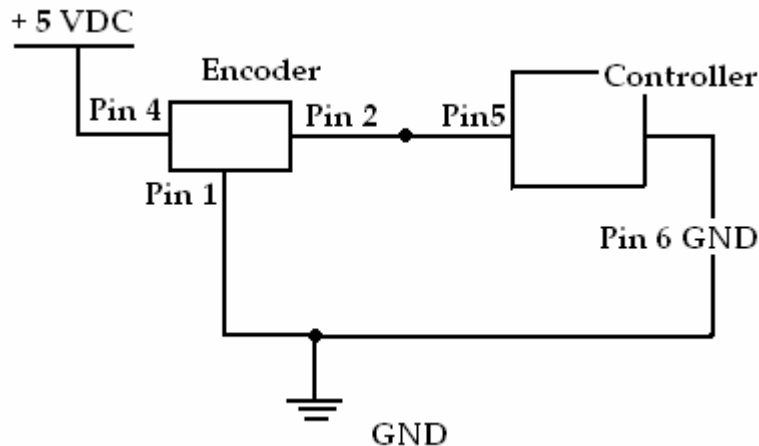 + 5 VDC
Encoder
Controller
Pin 4
Pin 2
Pin5
Pin 1
Pin 6 GND
GND